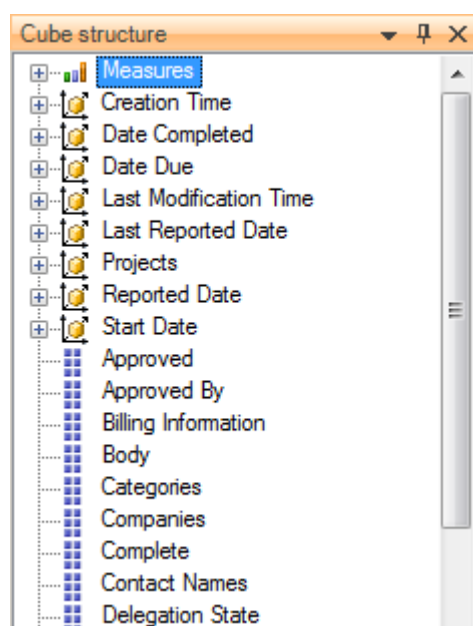 Cube structure
Measures
Creation Time
Date Completed
Date Due
Last Modification Time
Last Reported Date
Projects
Reported Date
Start Date
Approved
Approved By
Billing Information
Body
Categories
Companies
Complete
Contact Names
Delegation State